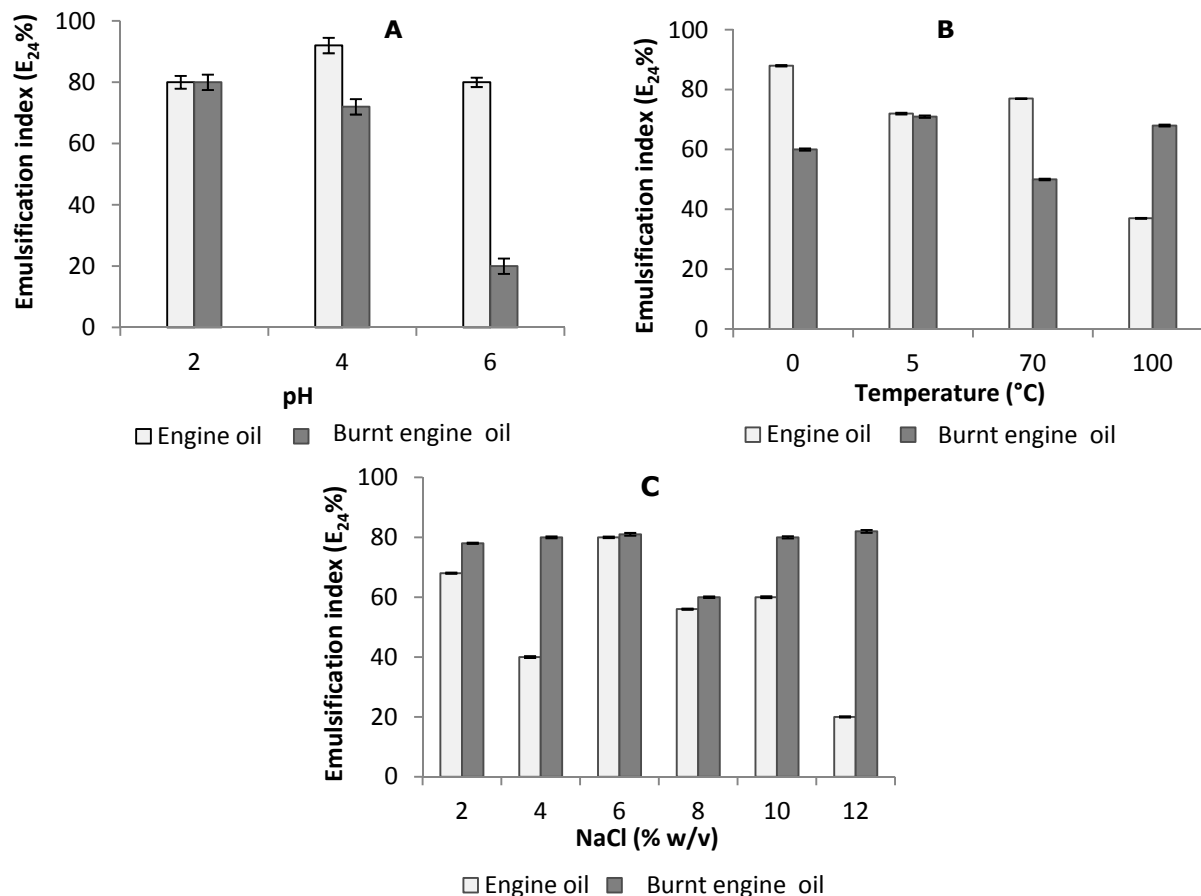 A
Emulsification index (E24%)
100
80
60
40
20
0
2 4 6
pH
Engine oil Burnt engine oil
B
Emulsification index (E24%)
100
80
60
40
20
0
0 5 70 100
Temperature (°C)
Engine oil Burnt engine oil
C
Emulsification index (E24%)
100
80
60
40
20
0
2 4 6 8 10 12
NaCl (% w/v)
Engine oil Burnt engine oil